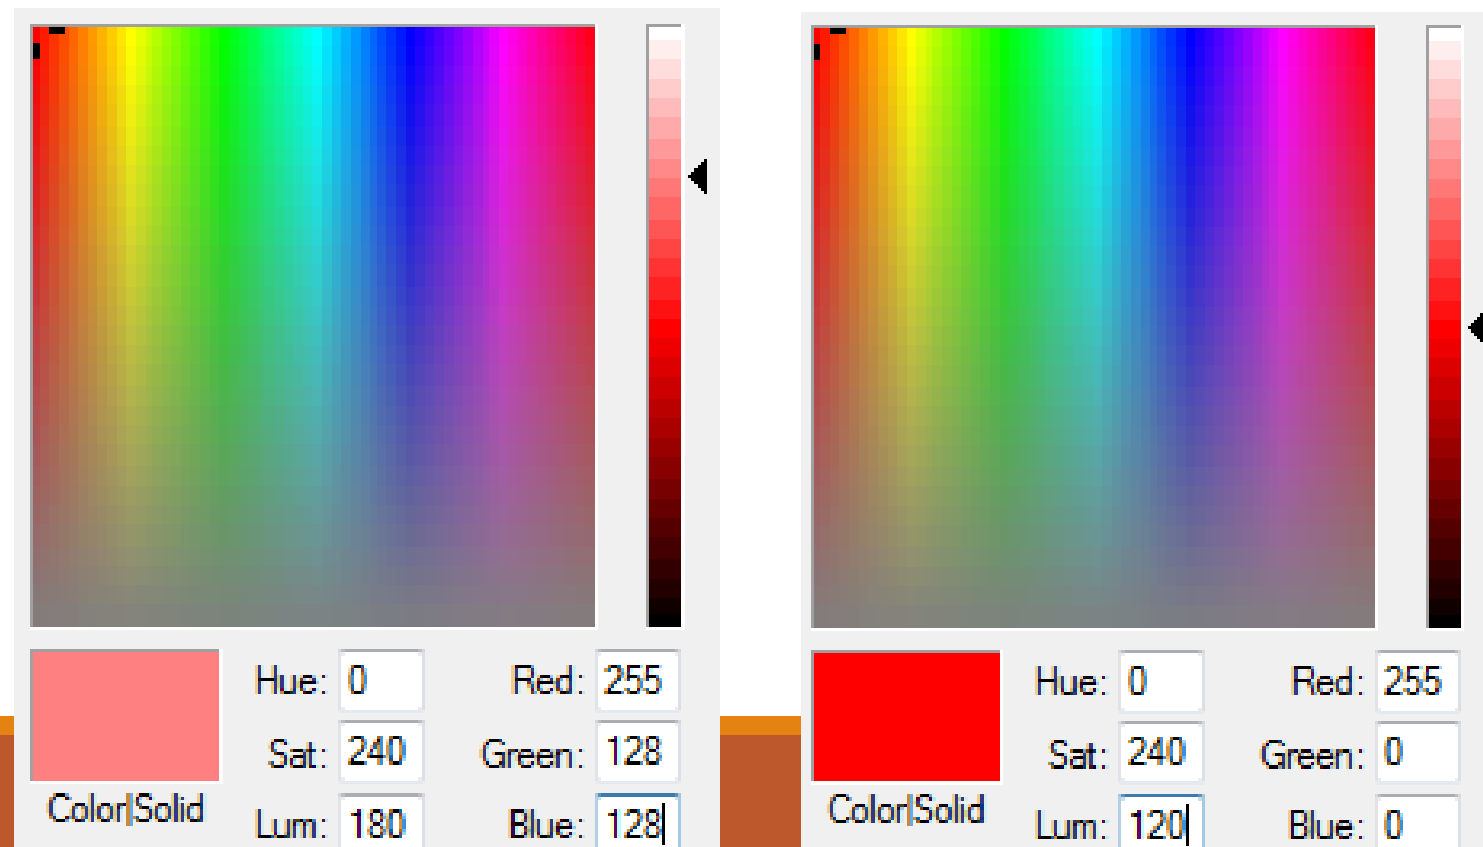 Hue: 0 Red: 255
Sat: 240 Green: 128
Color|Solid
Lum: 180 Blue: 128
Hue: 0 Red: 255
Sat: 240 Green: 0
Color|Solid
Lum: 120 Blue: 0